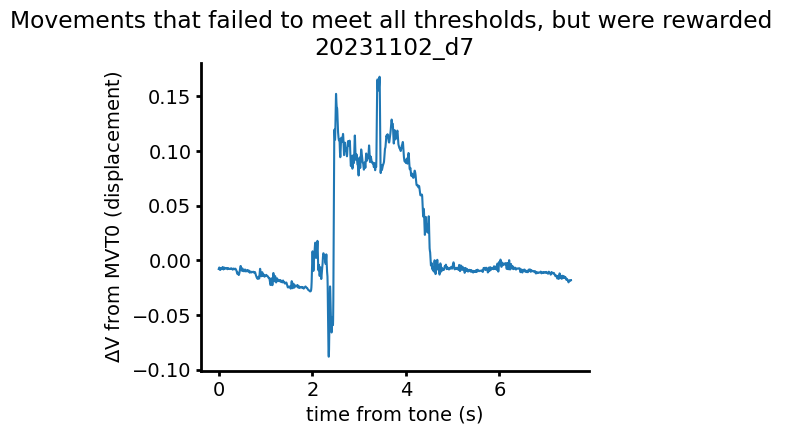 Movements that failed to meet all thresholds, but were rewarded
20231102_d7
ΔV from MVT0 (displacement)
0.15
0.10
0.05
0.00
−0.05
−0.10
0 2 4 6
time from tone (s)